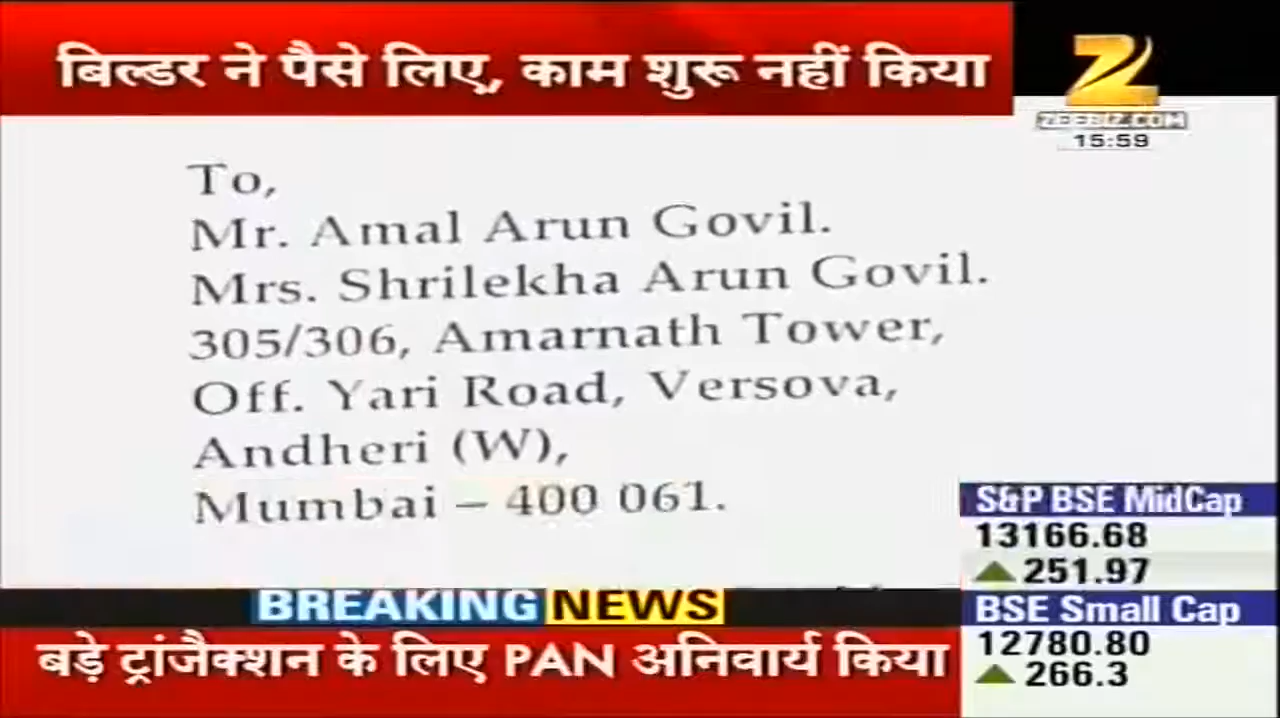 बिल्डर ने पैसे लिए, काम शुरू नहीं किया
ZEEBIZ.COM
15:59
To,
Mr. Amal Arun Govil.
Mrs. Shrilekha Arun Govil.
305/306, Amarnath Tower,
Off. Yari Road, Versova,
Andheri (W),
Mumbai – 400 061.
S&P BSE MidCap
13166.68
251.97
BSE Small Cap
12780.80
266.3
BREAKING NEWS
बड़े ट्रांजैक्शन के लिए PAN अनिवार्य किया